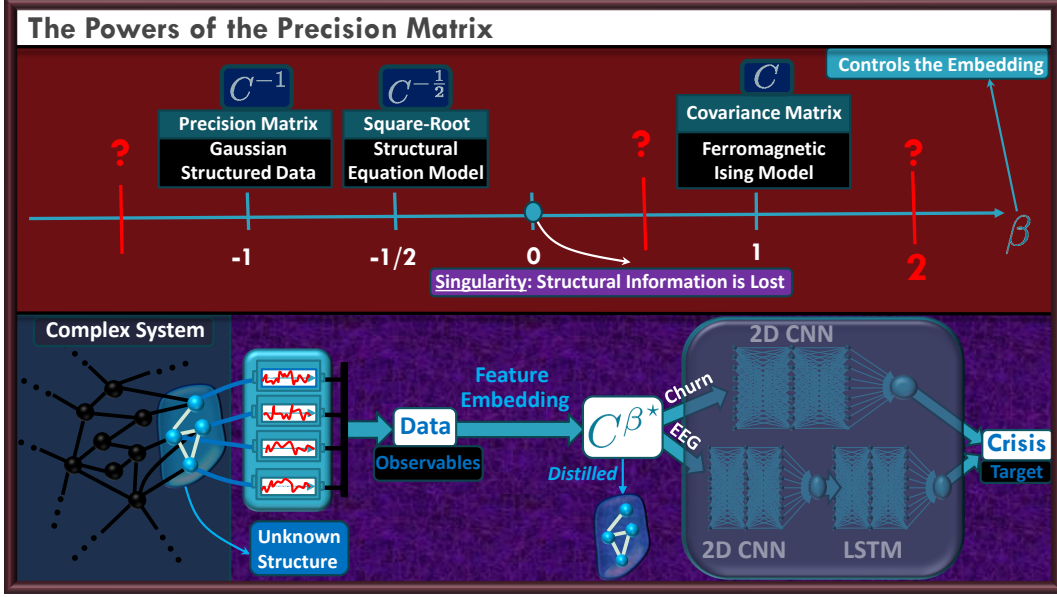 The Powers of the Precision Matrix
Controls the Embedding
C^{-1}
C^{-\frac{1}{2}}
C
Precision Matrix
Square-Root
Covariance Matrix
Gaussian
Structured Data
Structural
Equation Model
Ferromagnetic
Ising Model
?
?
?
β
-1
-1/2
0
1
2
Singularity: Structural Information is Lost
Complex System
2D CNN
Feature
Embedding
Churn
Data
Observables
C^{β^⋆}
EEG
Crisis
Target
Distilled
Unknown
Structure
2D CNN
LSTM